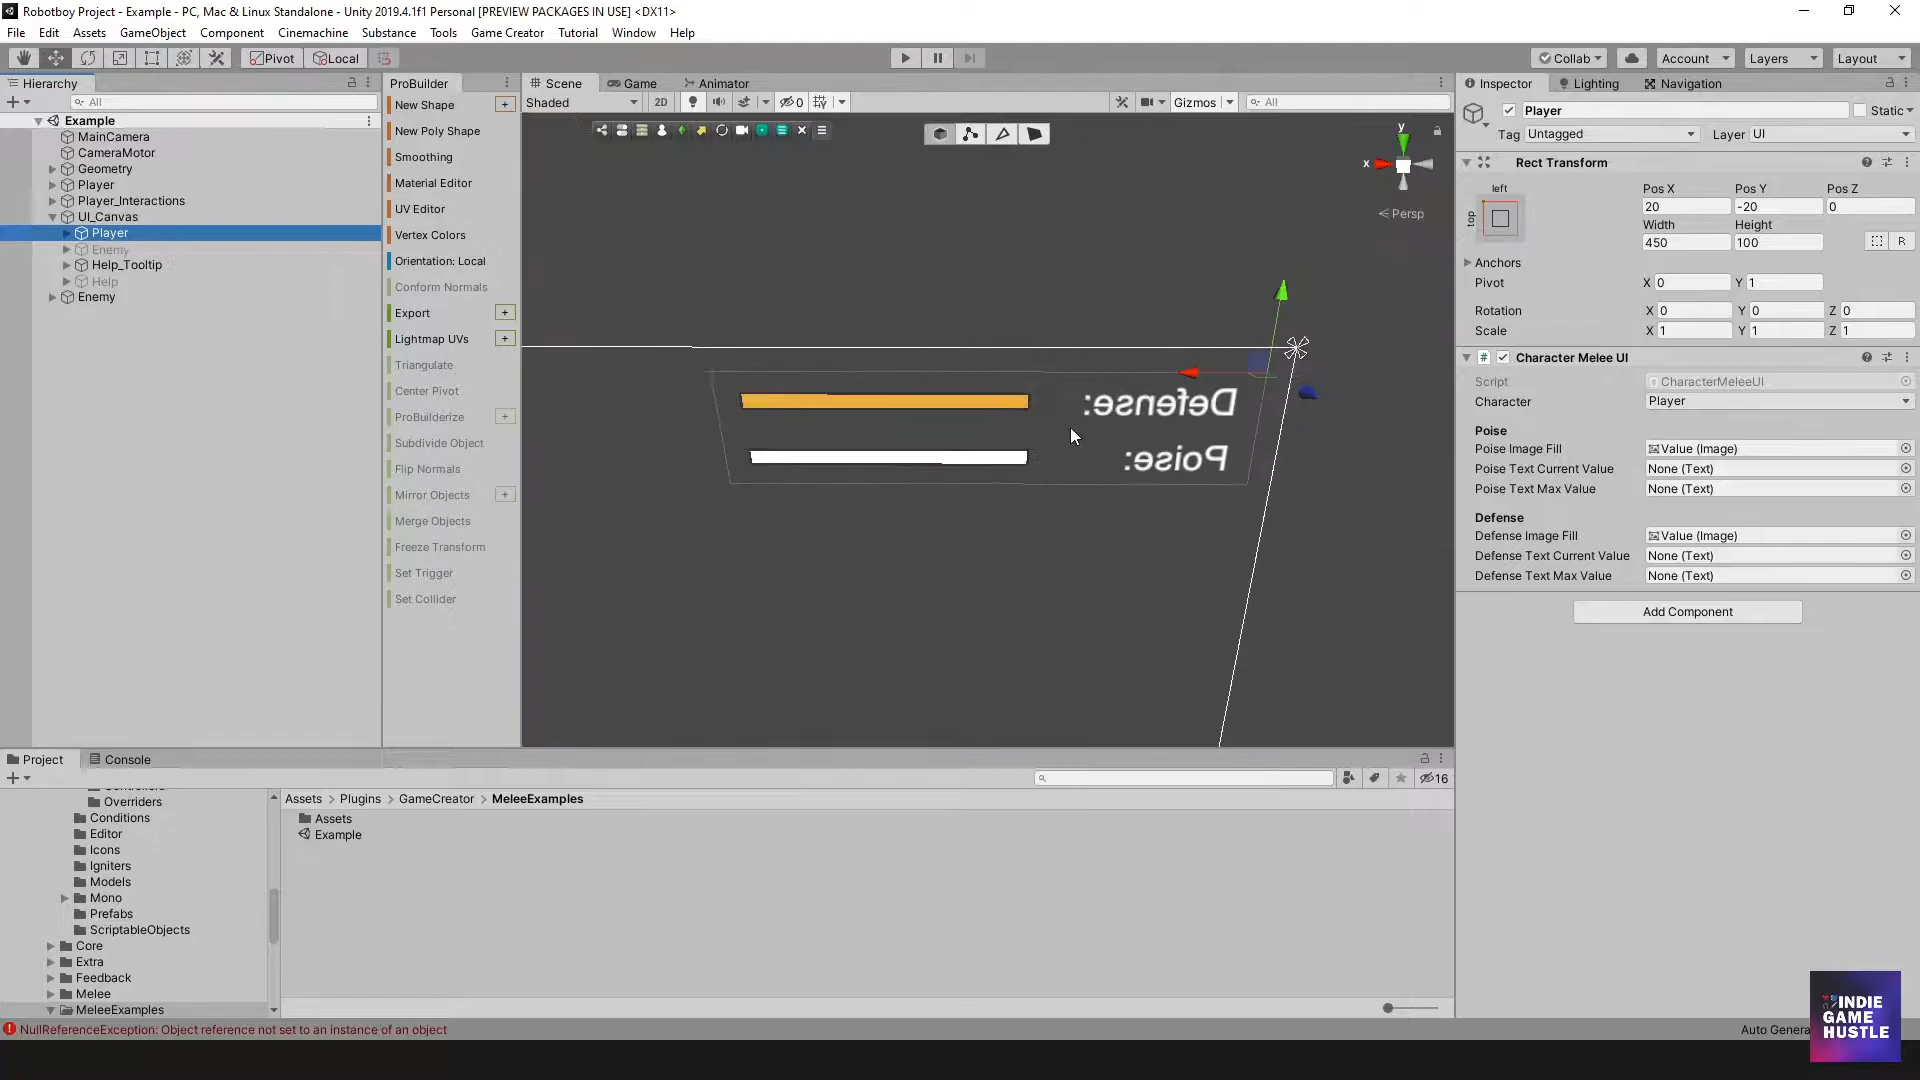 Robotboy Project - Example - PC, Mac & Linux Standalone - Unity 2019.4.1f1 Personal [PREVIEW PACKAGES IN USE] <DX11>
File Edit Assets GameObject Component Cinemachine Substance Tools Game Creator Tutorial Window Help
Pivot Local Collab Account Layers Layout
Hierarchy
All
Example
MainCamera
CameraMotor
Geometry
Player
Player_Interactions
UI_Canvas
Player
Enemy
Help_Tooltip
Help
Enemy
ProBuilder
New Shape
New Poly Shape
Smoothing
Material Editor
UV Editor
Vertex Colors
Orientation: Local
Conform Normals
Export
Lightmap UVs
Triangulate
Center Pivot
ProBuilderize
Subdivide Object
Flip Normals
Mirror Objects
Merge Objects
Freeze Transform
Set Trigger
Set Collider
Scene Game Animator
Shaded 2D 0 Gizmos All
y
x
Persp
Defense:
Poise:
Inspector Lighting Navigation
Player Static
Tag Untagged Layer UI
Rect Transform
left
top
Pos X Pos Y Pos Z
20 -20 0
Width Height
450 100 R
Anchors
Pivot X 0 Y 1
Rotation X 0 Y 0 Z 0
Scale X 1 Y 1 Z 1
# Character Melee UI
Script CharacterMeleeUI
Character Player
Poise
Poise Image Fill Value (Image)
Poise Text Current Value None (Text)
Poise Text Max Value None (Text)
Defense
Defense Image Fill Value (Image)
Defense Text Current Value None (Text)
Defense Text Max Value None (Text)
Add Component
Project Console
16
Overriders
Conditions
Editor
Icons
Igniters
Models
Mono
Prefabs
ScriptableObjects
Core
Extra
Feedback
Melee
MeleeExamples
Assets > Plugins > GameCreator > MeleeExamples
Assets
Example
NullReferenceException: Object reference not set to an instance of an object
Auto Genera
INDIE
GAME
HUSTLE